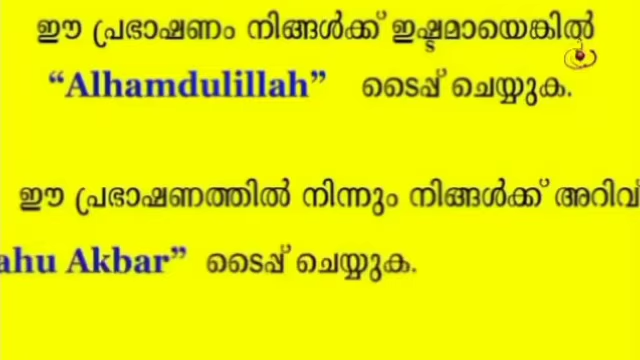 ഈ പ്രഭാഷണം നിങ്ങൾക്ക് ഇഷ്ടമായെങ്കിൽ
“Alhamdulillah” ടൈപ്പ് ചെയ്യുക.
ഈ പ്രഭാഷണത്തിൽ നിന്നും നിങ്ങൾക്ക് അറിവ്
ahu Akbar” ടൈപ്പ് ചെയ്യുക.